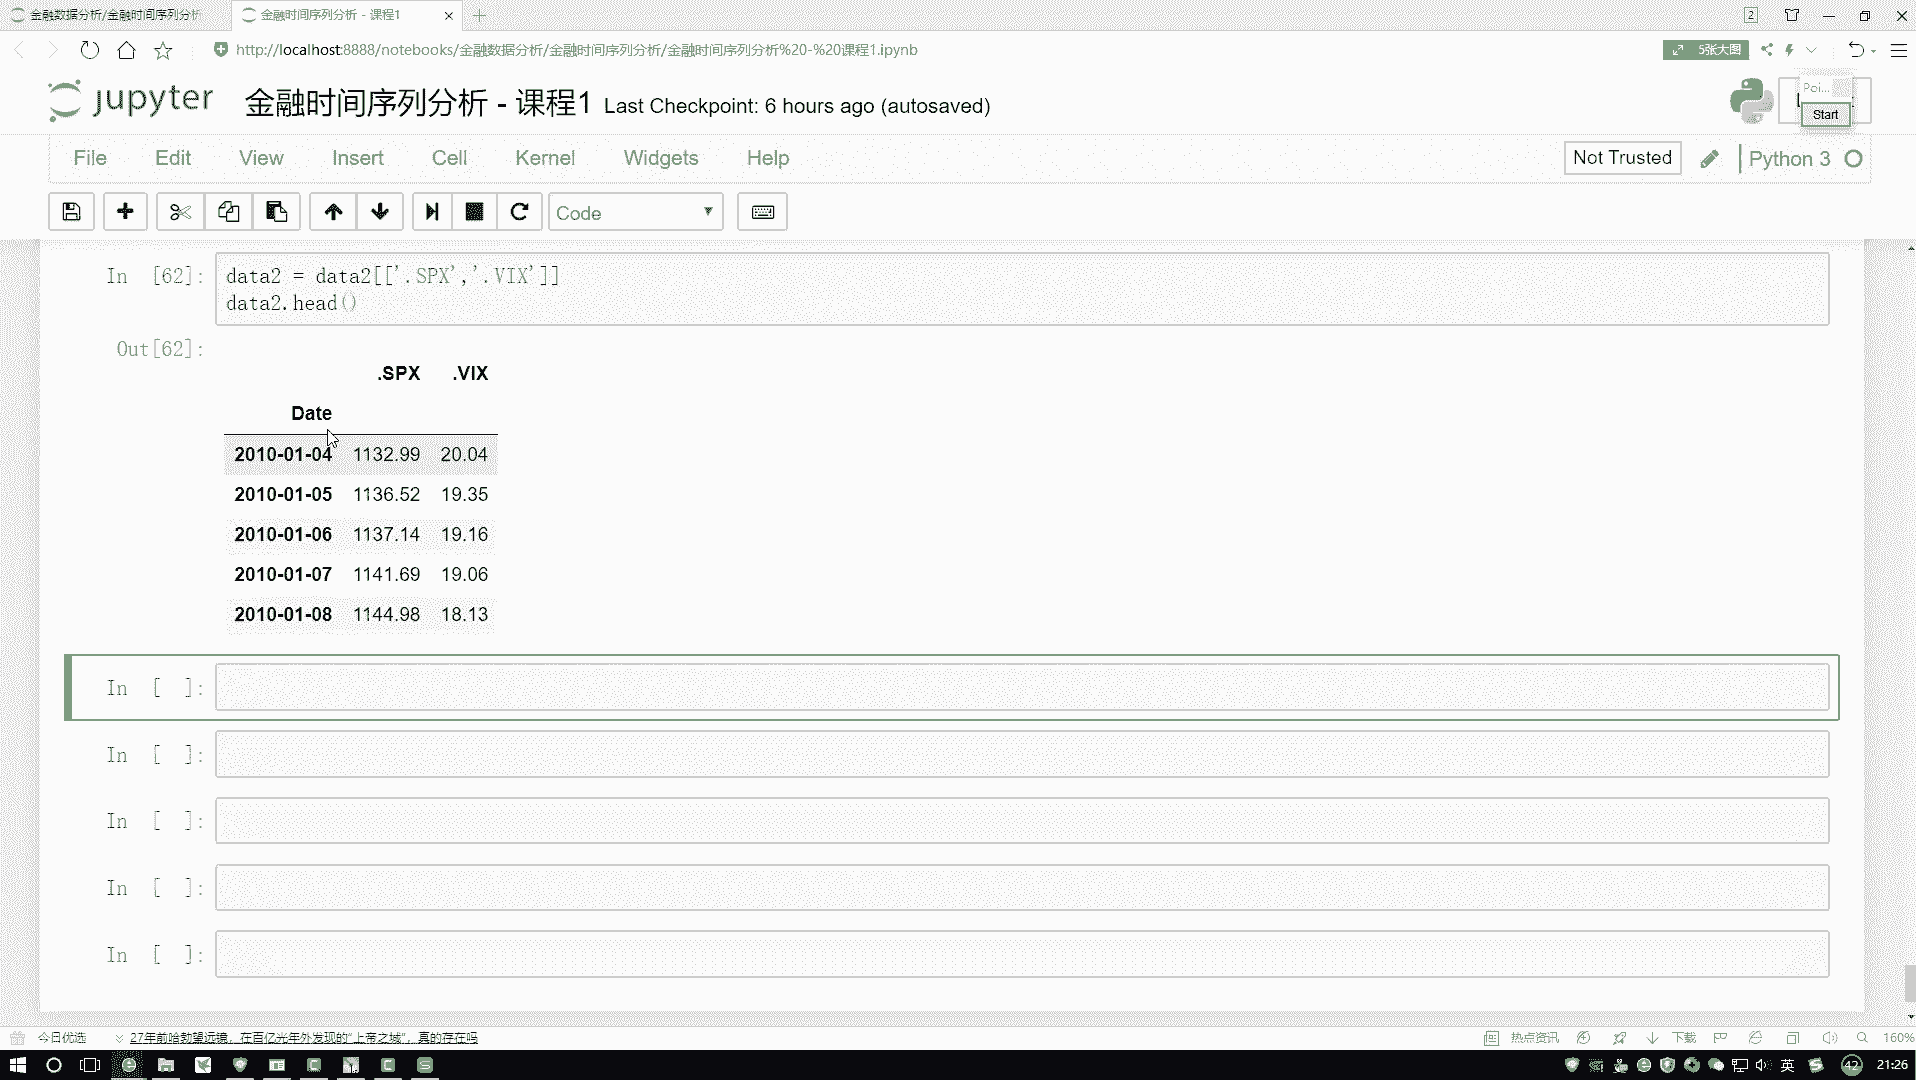 金融数据分析/金融时间序列分析
金融时间序列分析 - 课程1
2
http://localhost:8888/notebooks/金融数据分析/金融时间序列分析/金融时间序列分析%20-%20课程1.ipynb
5张大图
jupyter 金融时间序列分析 - 课程1 Last Checkpoint: 6 hours ago (autosaved)
Poi...
Start
File Edit View Insert Cell Kernel Widgets Help
Not Trusted
Python 3
Code
In [62]: data2 = data2[['.SPX','.VIX']]
data2.head()
Out[62]:
.SPX .VIX
Date
2010-01-04 1132.99 20.04
2010-01-05 1136.52 19.35
2010-01-06 1137.14 19.16
2010-01-07 1141.69 19.06
2010-01-08 1144.98 18.13
In [ ]:
In [ ]:
In [ ]:
In [ ]:
In [ ]:
今日优选
27年前哈勃望远镜，在百亿光年外发现的“上帝之城”，真的存在吗
热点资讯
下载
160%
英
42
21:26